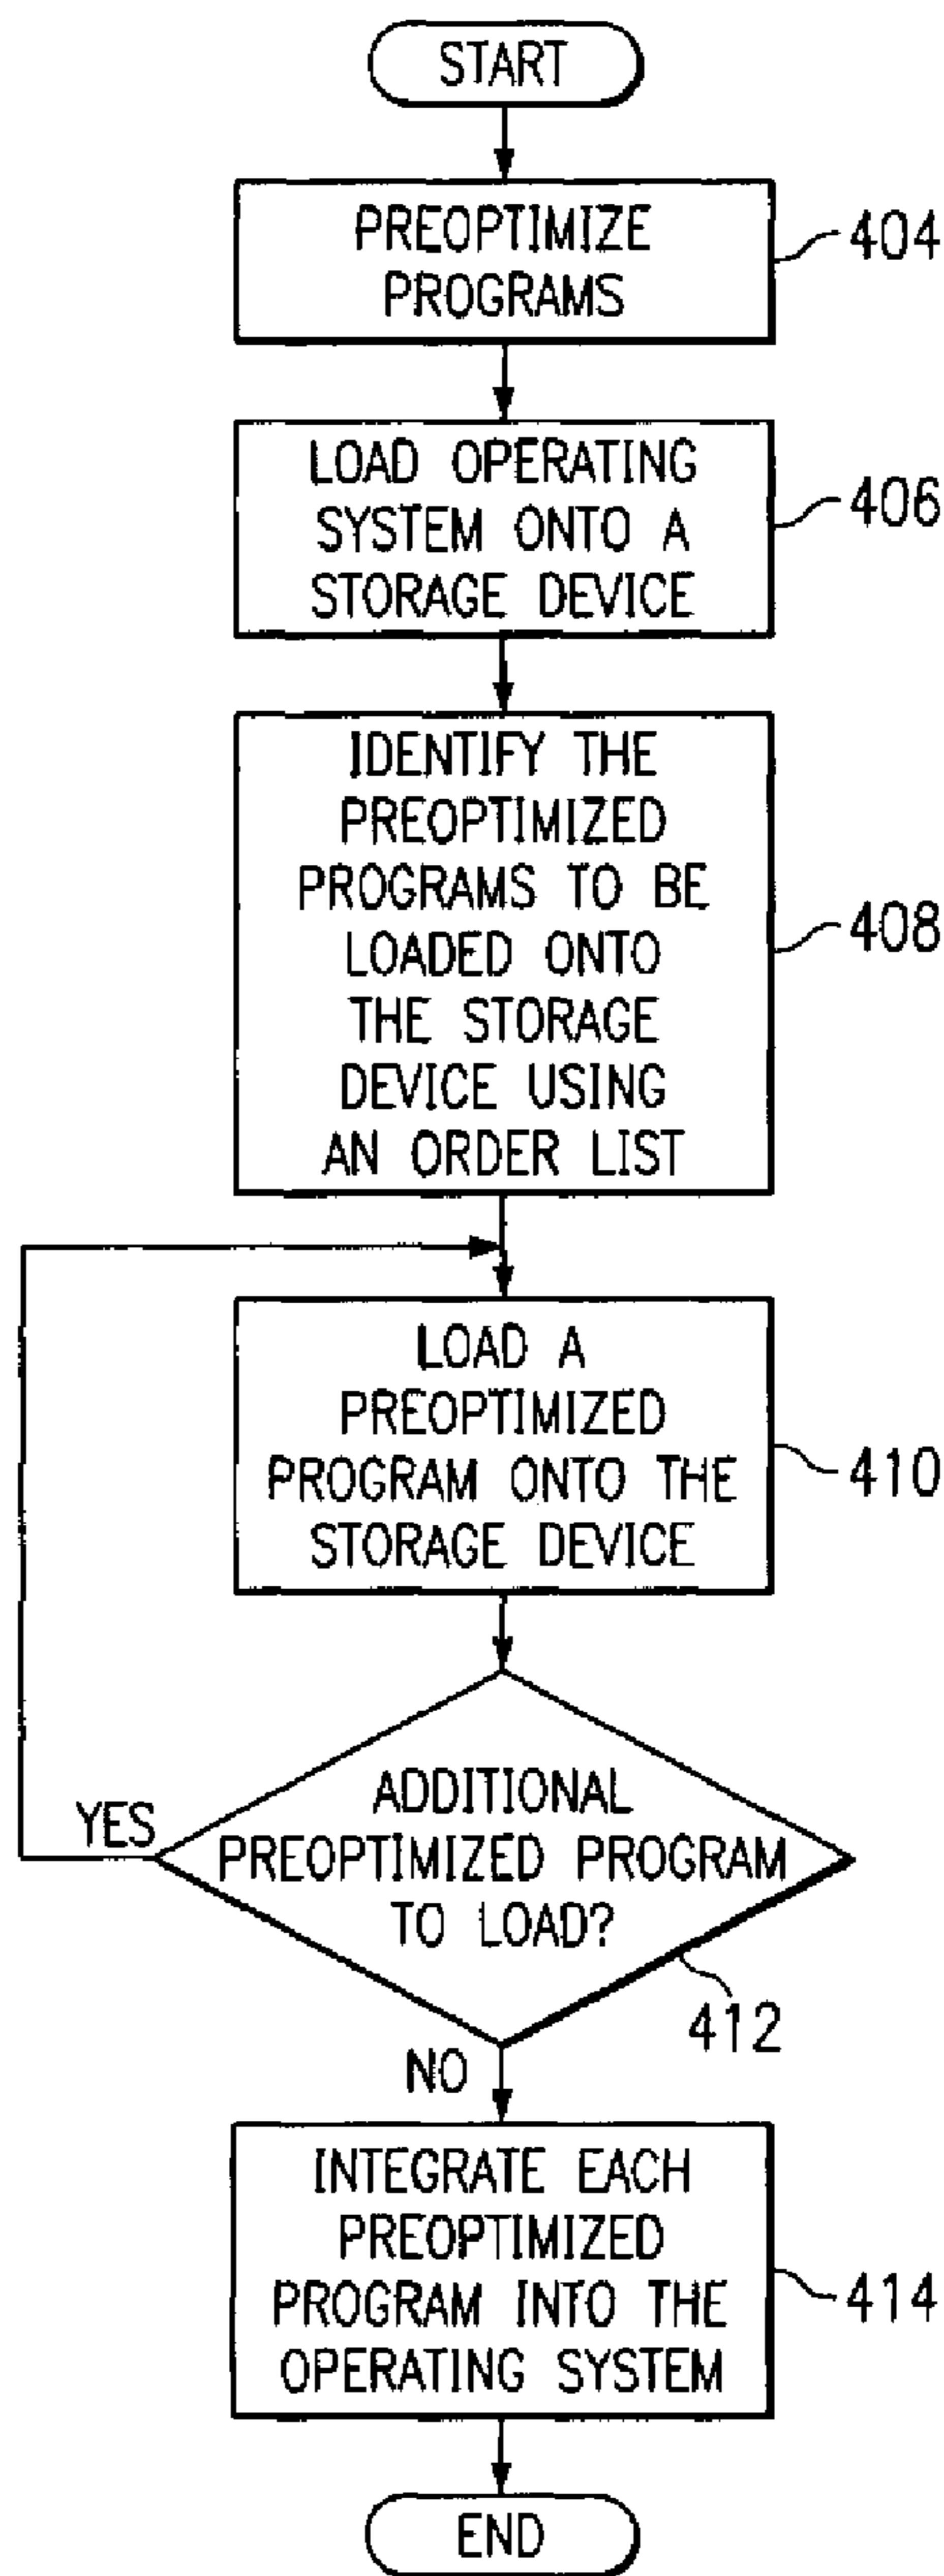 START
PREOPTIMIZE
PROGRAMS
404
LOAD OPERATING
SYSTEM ONTO A
STORAGE DEVICE
406
IDENTIFY THE
PREOPTIMIZED
PROGRAMS TO BE
LOADED ONTO
THE STORAGE
DEVICE USING
AN ORDER LIST
408
LOAD A
PREOPTIMIZED
PROGRAM ONTO THE
STORAGE DEVICE
410
ADDITIONAL
PREOPTIMIZED PROGRAM
TO LOAD?
YES
412
NO
INTEGRATE EACH
PREOPTIMIZED
PROGRAM INTO THE
OPERATING SYSTEM
414
END